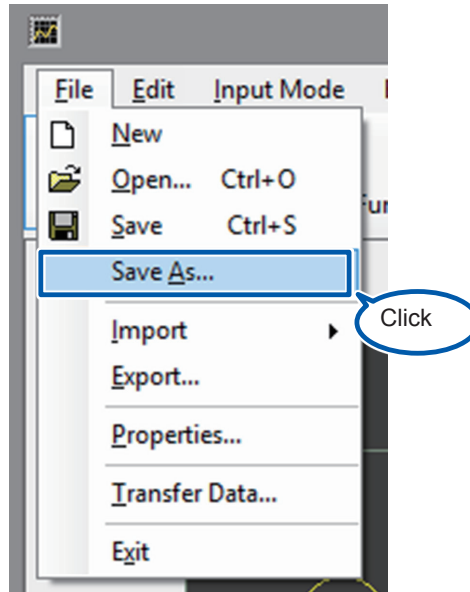 File Edit Input Mode
New
Open... Ctrl+O
Save Ctrl+S
Save As...
Click
Import
Export...
Properties...
Transfer Data...
Exit